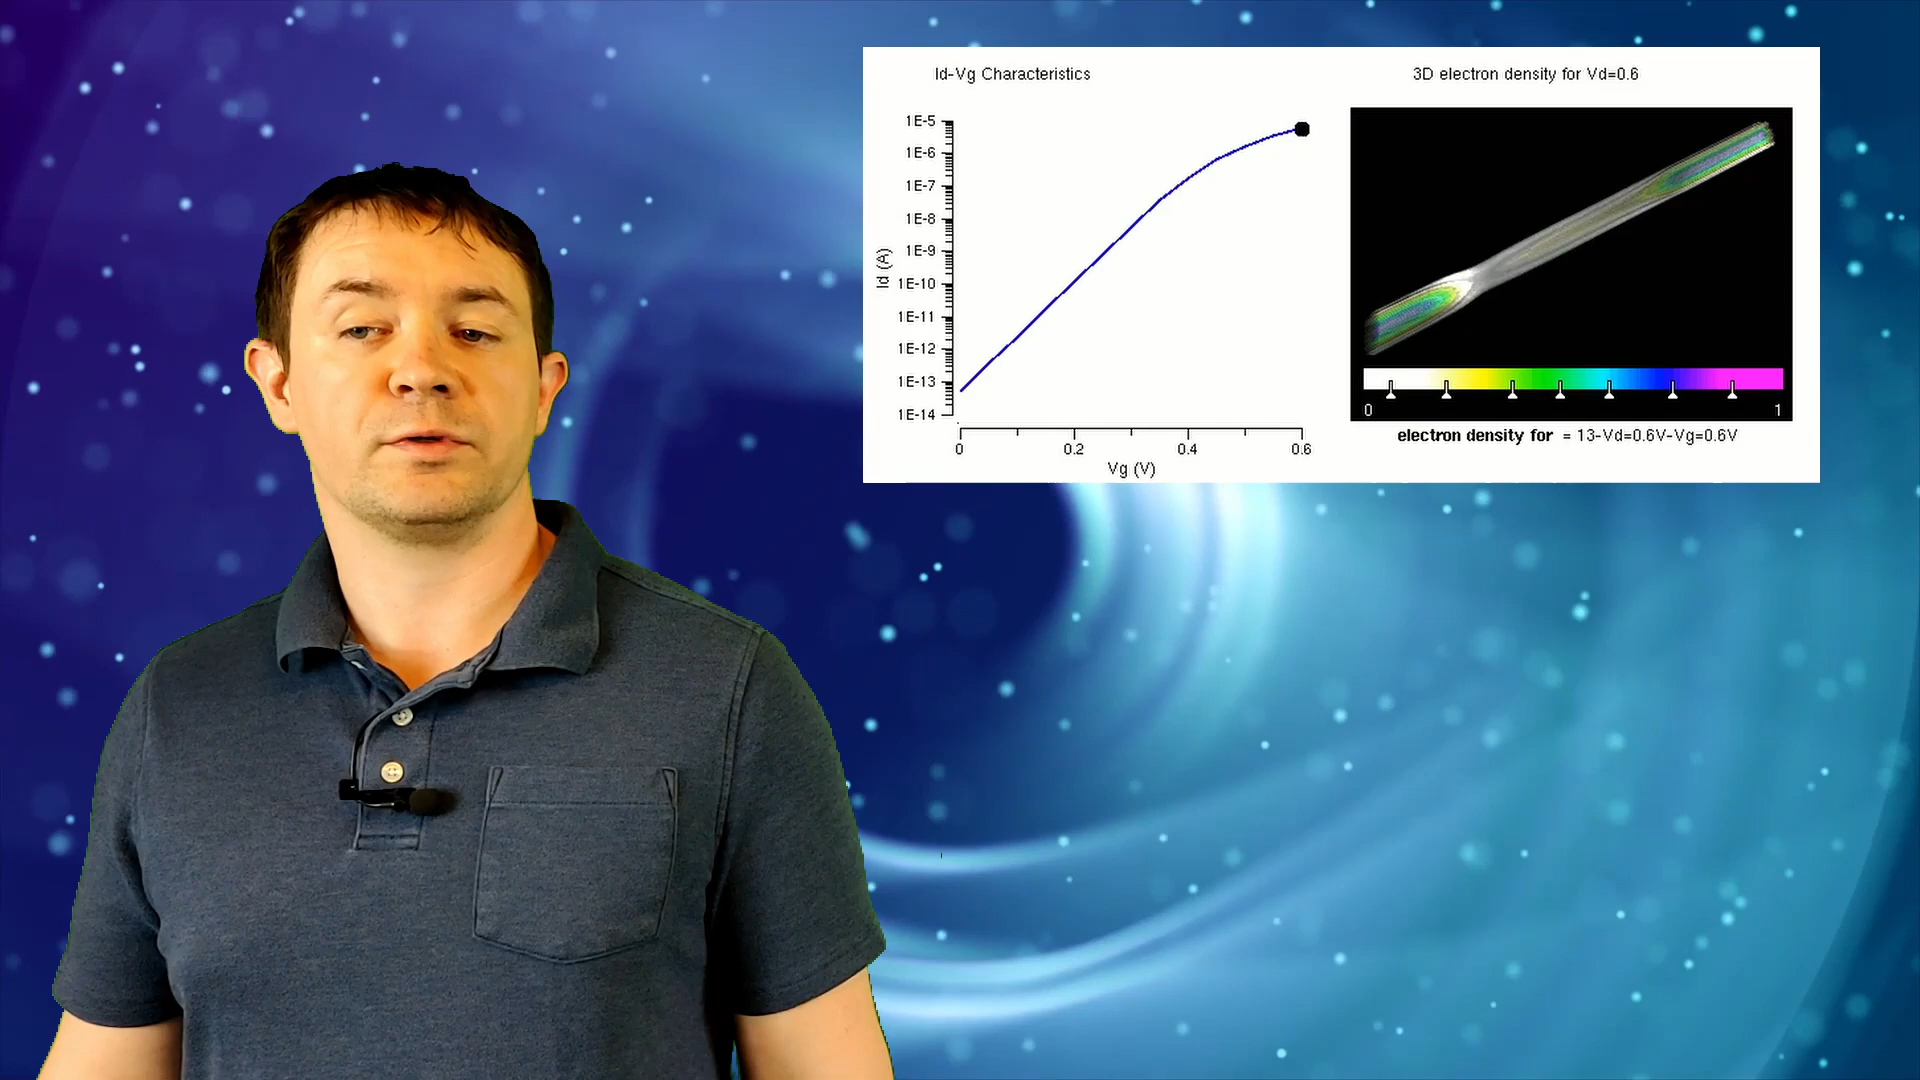 Id-Vg Characteristics
3D electron density for Vd=0.6
1E-5
1E-6
1E-7
1E-8
1E-9
1E-10
1E-11
1E-12
1E-13
1E-14
Id (A)
0
0.2
0.4
0.6
Vg (V)
0
1
electron density for = 13-Vd=0.6V-Vg=0.6V